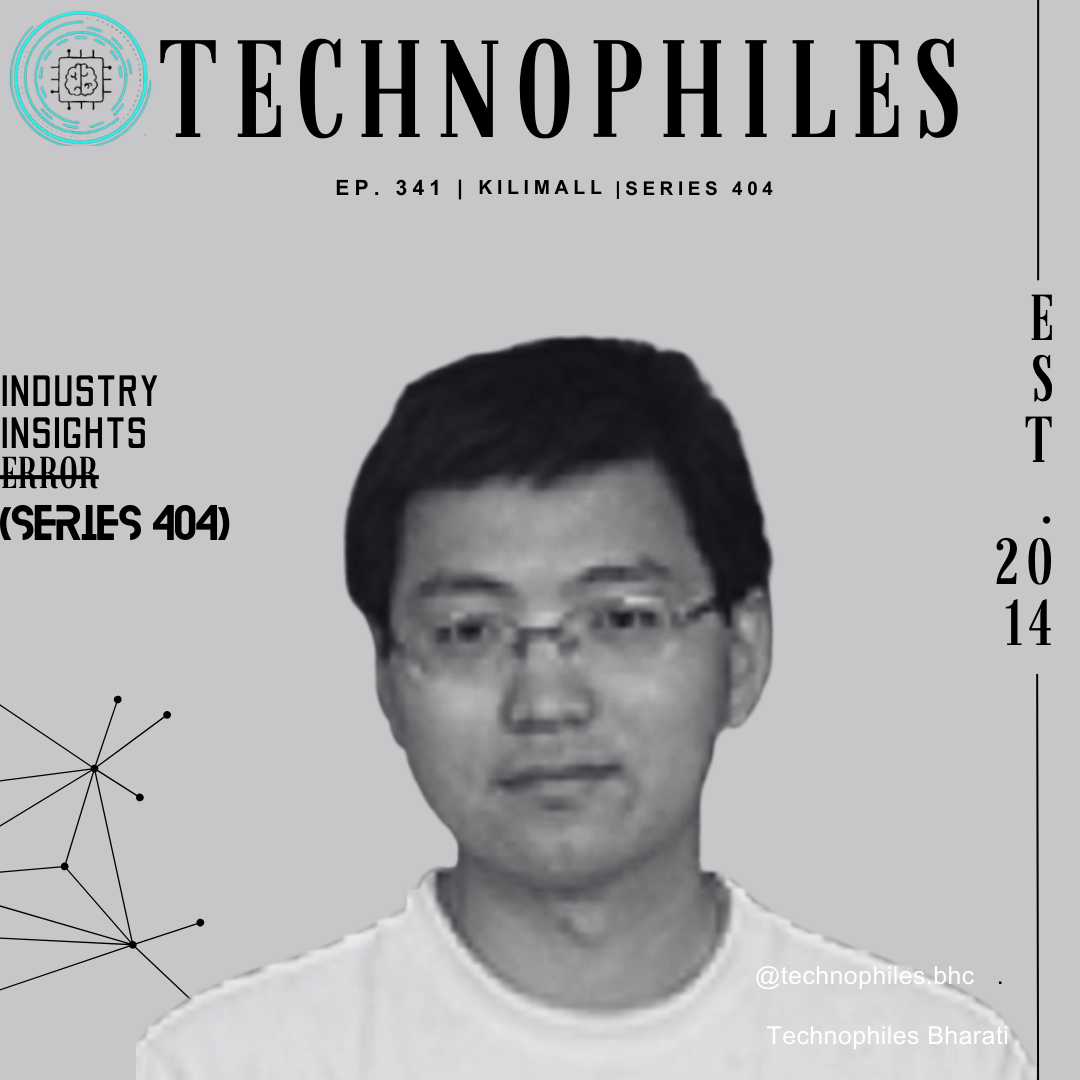 TECHNOPHILES
EP. 341 | KILIMALL |SERIES 404
EST.
20
14
INDUSTRY
INSIGHTS
ERROR
(SERIES 404)
@technophiles.bhc
Technophiles Bharati